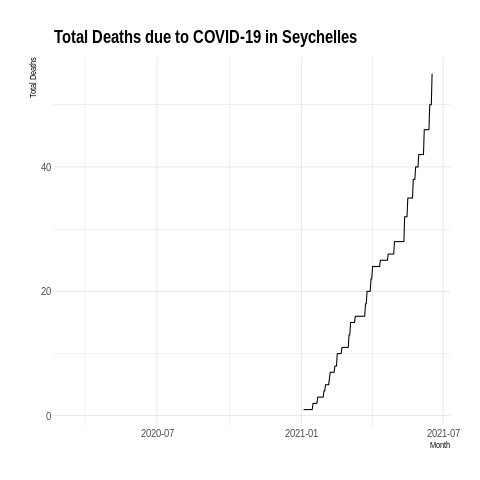 Total Deaths due to COVID-19 in Seychelles
Total Deaths
40
20
0
2020-07
2021-01
2021-07
Month